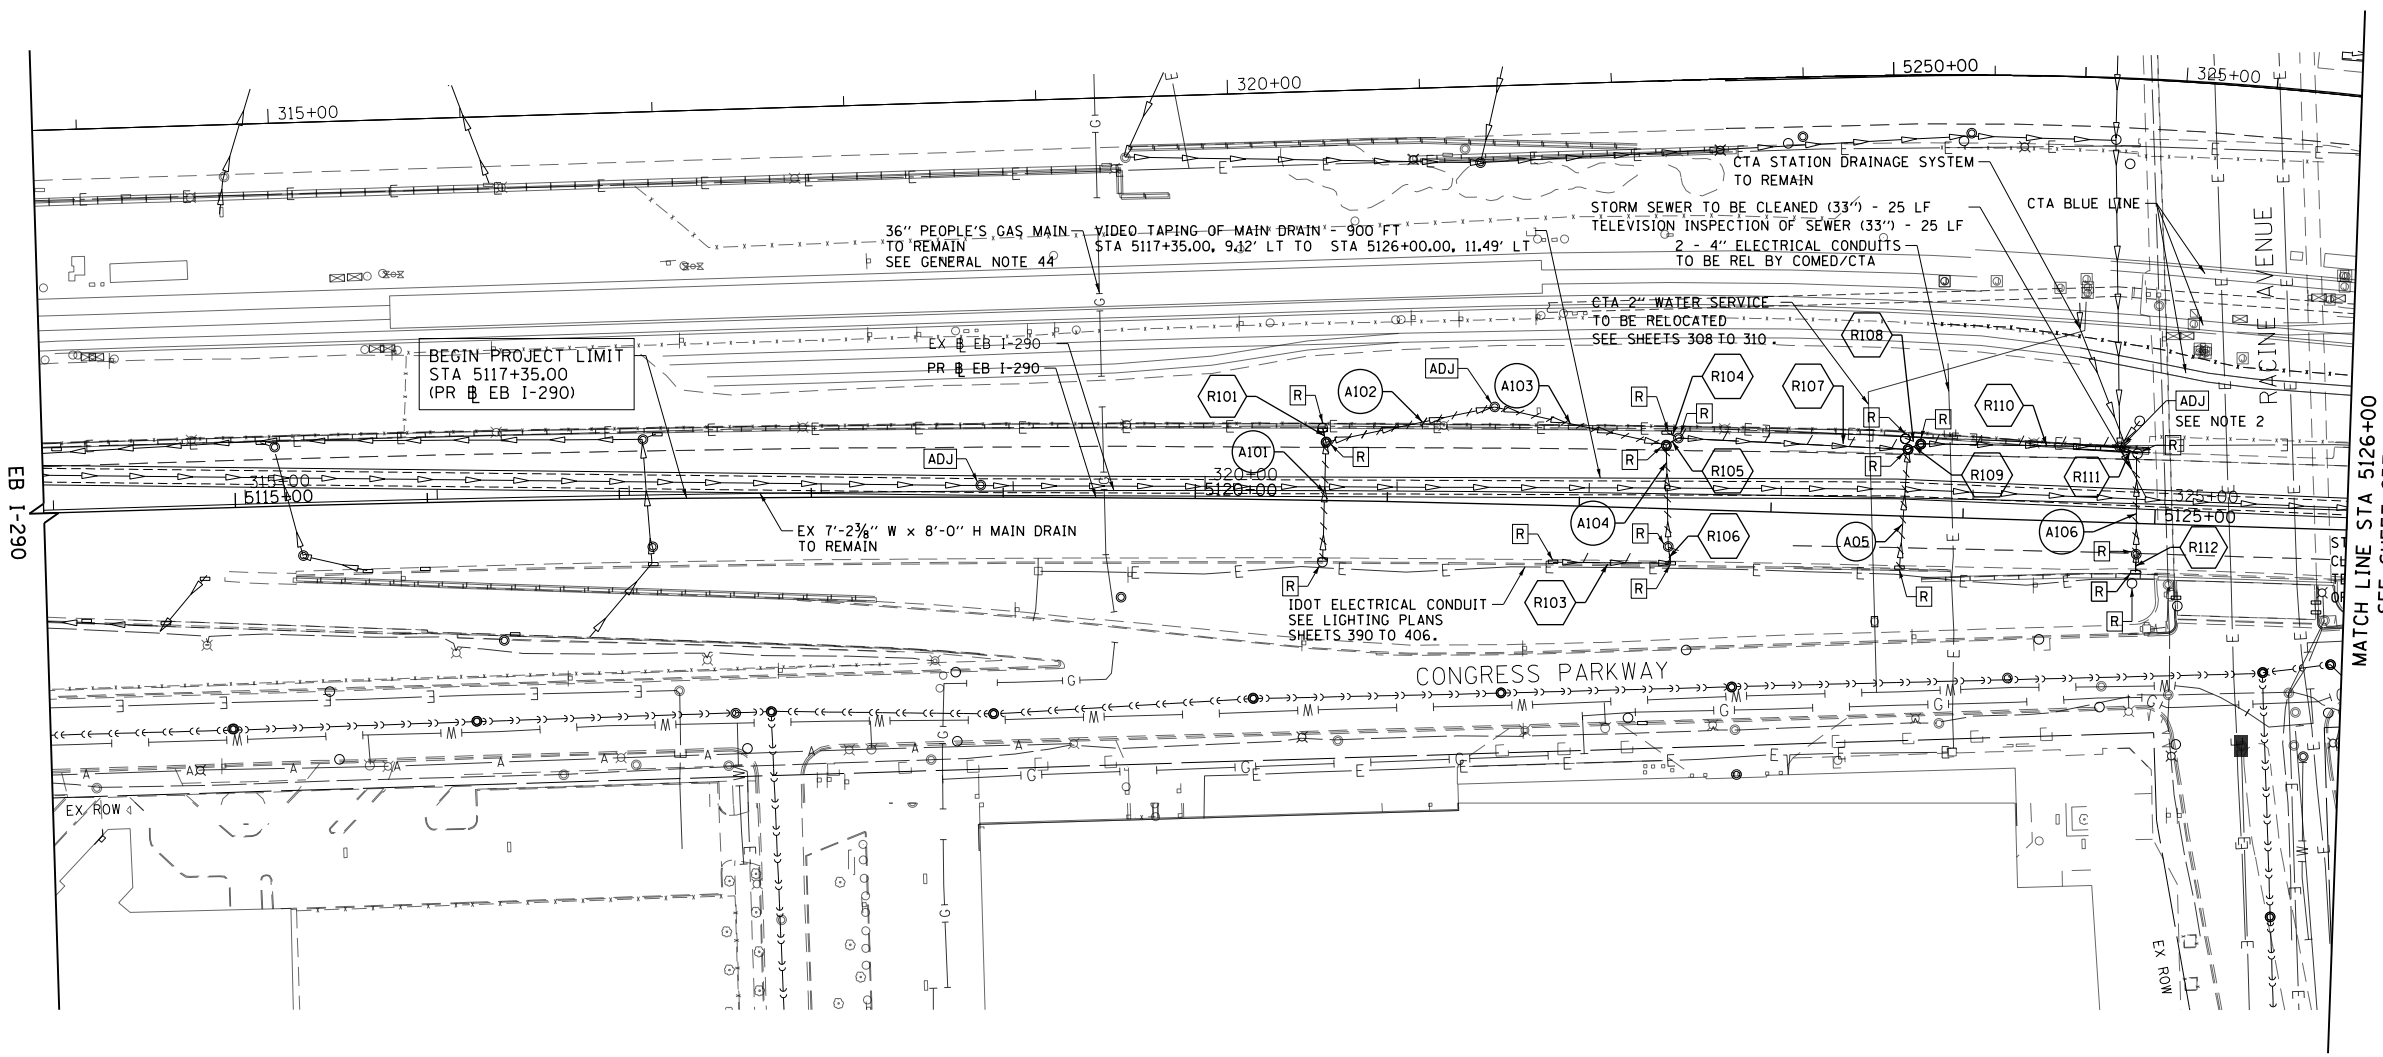 315+00
320+00
5250+00
325+00
CTA STATION DRAINAGE SYSTEM
TO REMAIN
STORM SEWER TO BE CLEANED (33") - 25 LF
TELEVISION INSPECTION OF SEWER (33") - 25 LF
CTA BLUE LINE
36" PEOPLE'S GAS MAIN
TO REMAIN
SEE GENERAL NOTE 44
VIDEO TAPING OF MAIN DRAIN - 900 FT
STA 5117+35.00, 9.12' LT TO STA 5126+00.00, 11.49' LT
2 - 4" ELECTRICAL CONDUITS
TO BE REL BY COMED/CTA
RACINE AVENUE
CTA 2" WATER SERVICE
TO BE RELOCATED
SEE SHEETS 308 TO 310.
BEGIN PROJECT LIMIT
STA 5117+35.00
(PR BL EB I-290)
EX BL EB I-290
PR BL EB I-290
R108
R104
R107
R110
A103
A102
R101
ADJ
R
R
R
R
R
ADJ
SEE NOTE 2
A101
R
R
R105
R
R109
R111
R
ADJ
315+00
5115+00
320+00
5120+00
325+00
5125+00
EX 7'-2⅜" W x 8'-0" H MAIN DRAIN
TO REMAIN
A104
R
R
R106
A05
A106
R
R112
R
R103
R
R
R
R
IDOT ELECTRICAL CONDUIT
SEE LIGHTING PLANS
SHEETS 390 TO 406.
EB I-290
MATCH LINE STA 5126+00
CONGRESS PARKWAY
EX ROW
EX ROW